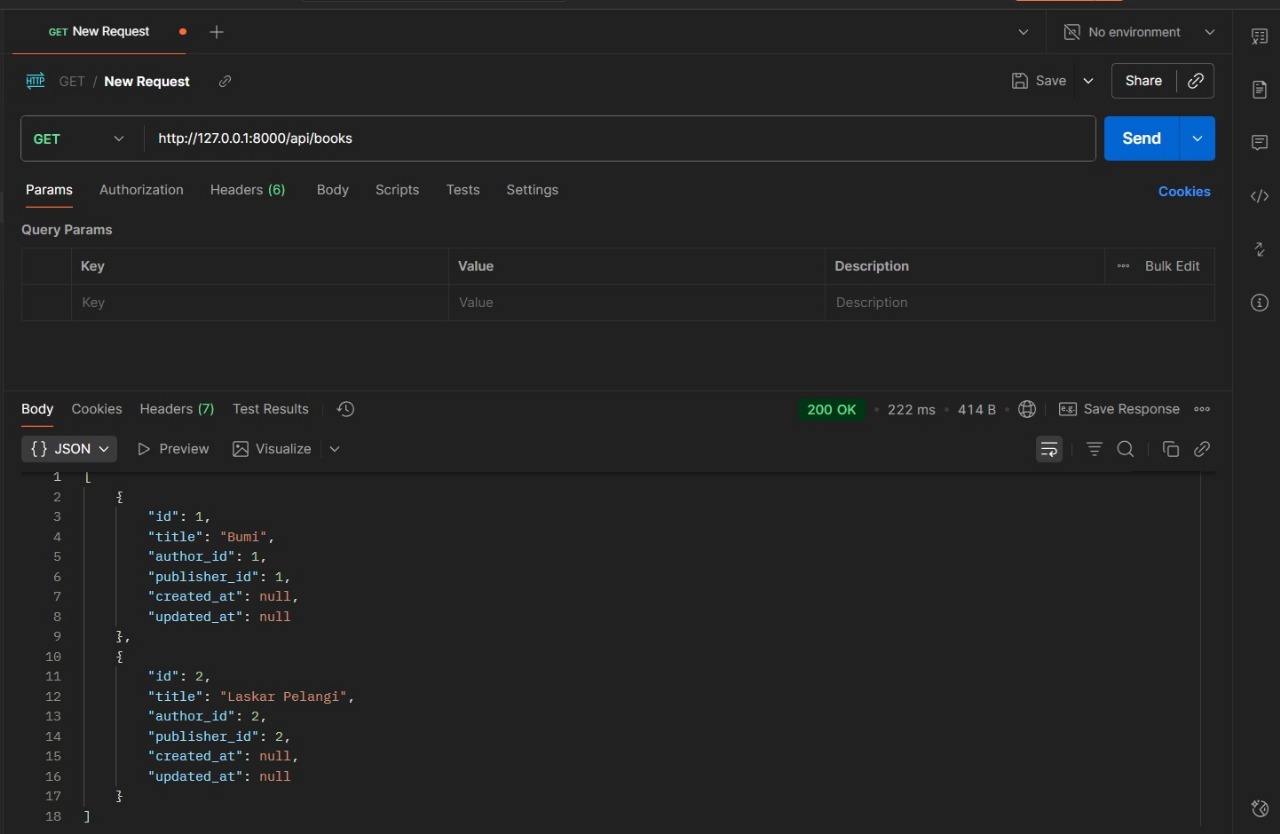 GET New Request
No environment
HTTP GET / New Request Save Share
GET http://127.0.0.1:8000/api/books Send
Params Authorization Headers (6) Body Scripts Tests Settings Cookies
Query Params
Key Value Description Bulk Edit
Key Value Description
Body Cookies Headers (7) Test Results 200 OK • 222 ms • 414 B e.g. Save Response
{} JSON Preview Visualize
1 [
2 {
3 "id": 1,
4 "title": "Bumi",
5 "author_id": 1,
6 "publisher_id": 1,
7 "created_at": null,
8 "updated_at": null
9 },
10 {
11 "id": 2,
12 "title": "Laskar Pelangi",
13 "author_id": 2,
14 "publisher_id": 2,
15 "created_at": null,
16 "updated_at": null
17 }
18 ]